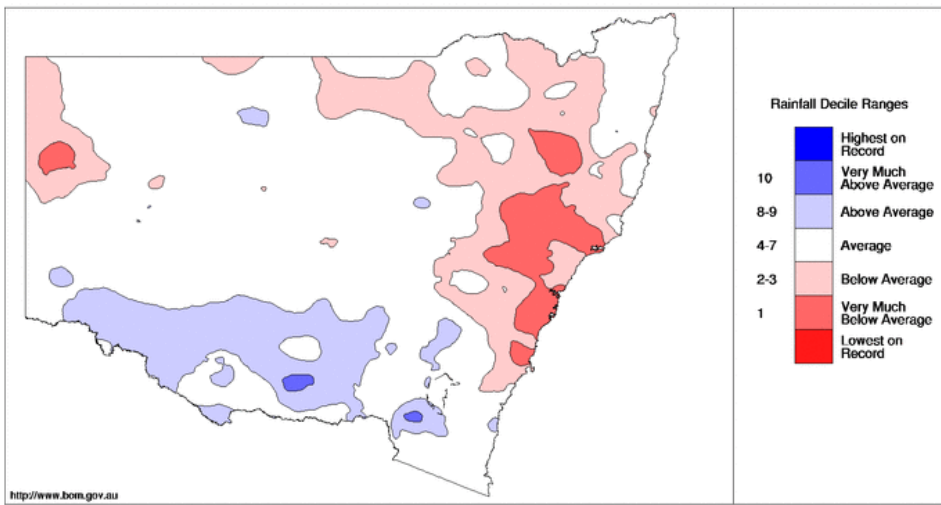 Rainfall Decile Ranges
Highest on
Record
10
Very Much
Above Average
8-9
Above Average
4-7
Average
2-3
Below Average
1
Very Much
Below Average
Lowest on
Record
http://www.bom.gov.au